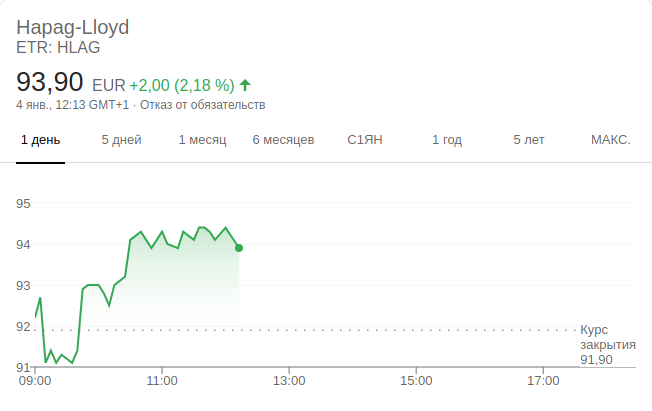 Hapag-Lloyd
ETR: HLAG
93,90 EUR +2,00 (2,18 %)
4 янв., 12:13 GMT+1 · Отказ от обязательств
1 день 5 дней 1 месяц 6 месяцев С1ЯН 1 год 5 лет МАКС.
95
94
93
92
Курс
закрытия
91,90
91
09:00 11:00 13:00 15:00 17:00